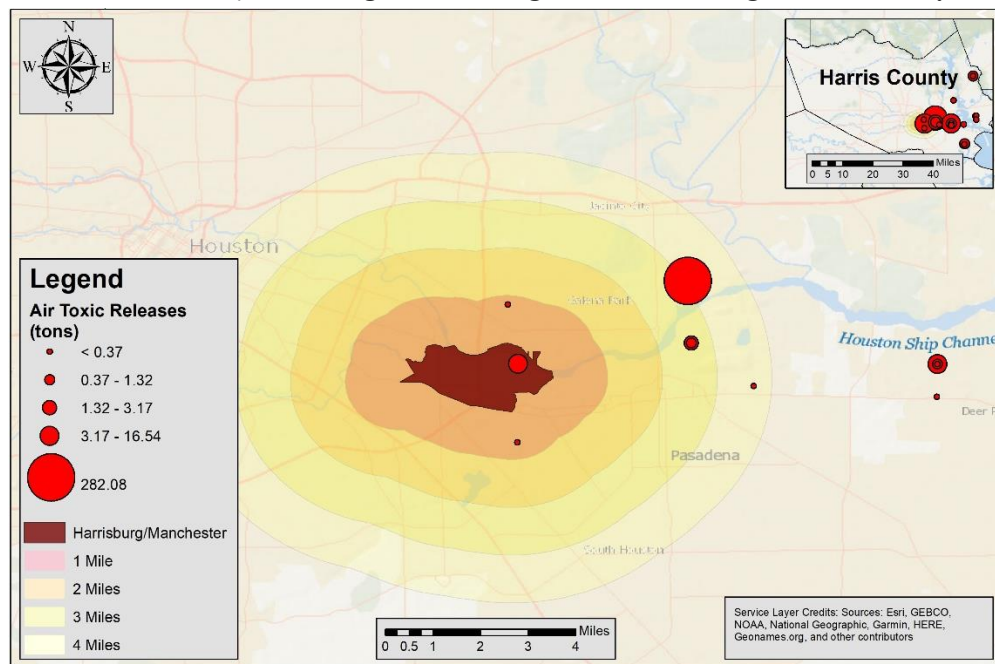 N
W E
S
Harris County
Miles
0 5 10 20 30 40
Jacinto City
Houston
Galena Park
Houston Ship Channel
Deer P
Pasadena
South Houston
Legend
Air Toxic Releases
(tons)
< 0.37
0.37 - 1.32
1.32 - 3.17
3.17 - 16.54
282.08
Harrisburg/Manchester
1 Mile
2 Miles
3 Miles
4 Miles
Miles
0 0.5 1 2 3 4
Service Layer Credits: Sources: Esri, GEBCO,
NOAA, National Geographic, Garmin, HERE,
Geonames.org, and other contributors